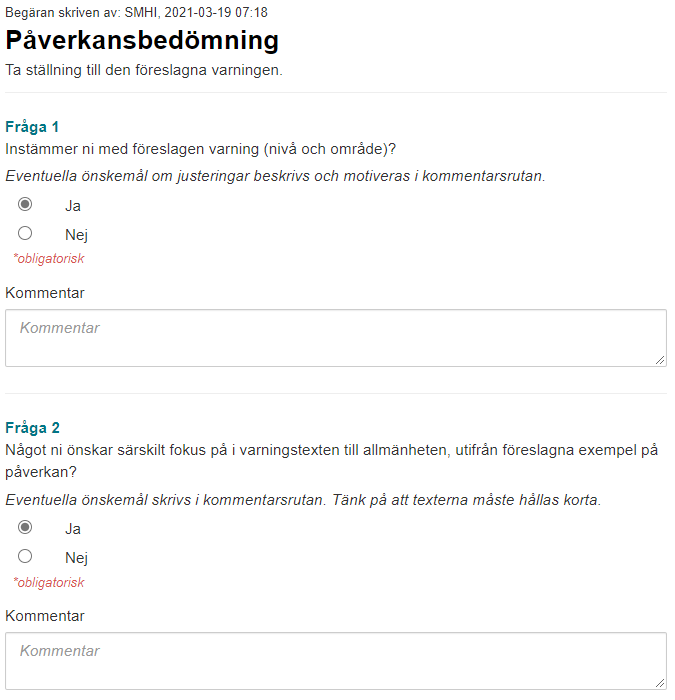 Begäran skriven av: SMHI, 2021-03-19 07:18
Påverkansbedömning
Ta ställning till den föreslagna varningen.
Fråga 1
Instämmer ni med föreslagen varning (nivå och område)?
Eventuella önskemål om justeringar beskrivs och motiveras i kommentarsrutan.
Ja
Nej
*obligatorisk
Kommentar
Kommentar
Fråga 2
Något ni önskar särskilt fokus på i varningstexten till allmänheten, utifrån föreslagna exempel på
påverkan?
Eventuella önskemål skrivs i kommentarsrutan. Tänk på att texterna måste hållas korta.
Ja
Nej
*obligatorisk
Kommentar
Kommentar